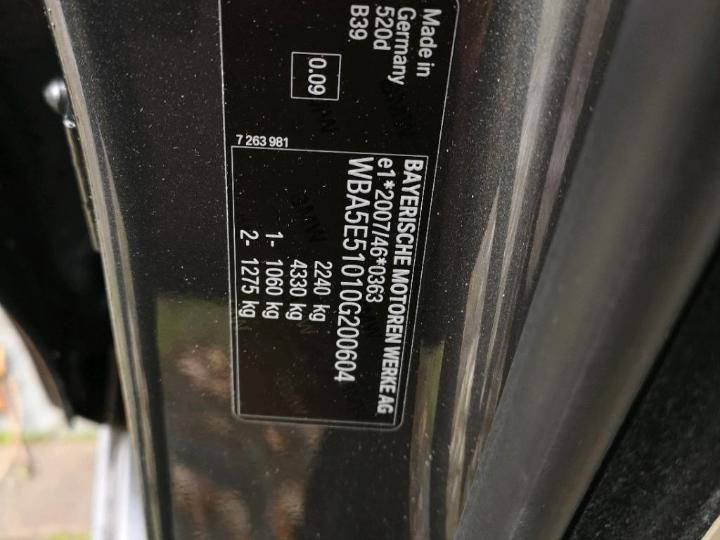 Made in
Germany
520d
B39
0.09
7 263 981
BAYERISCHE MOTOREN WERKE AG
e1*2007/46*0363
WBA5E51010G200604
2240 kg
4330 kg
1- 1060 kg
2- 1275 kg
BMW